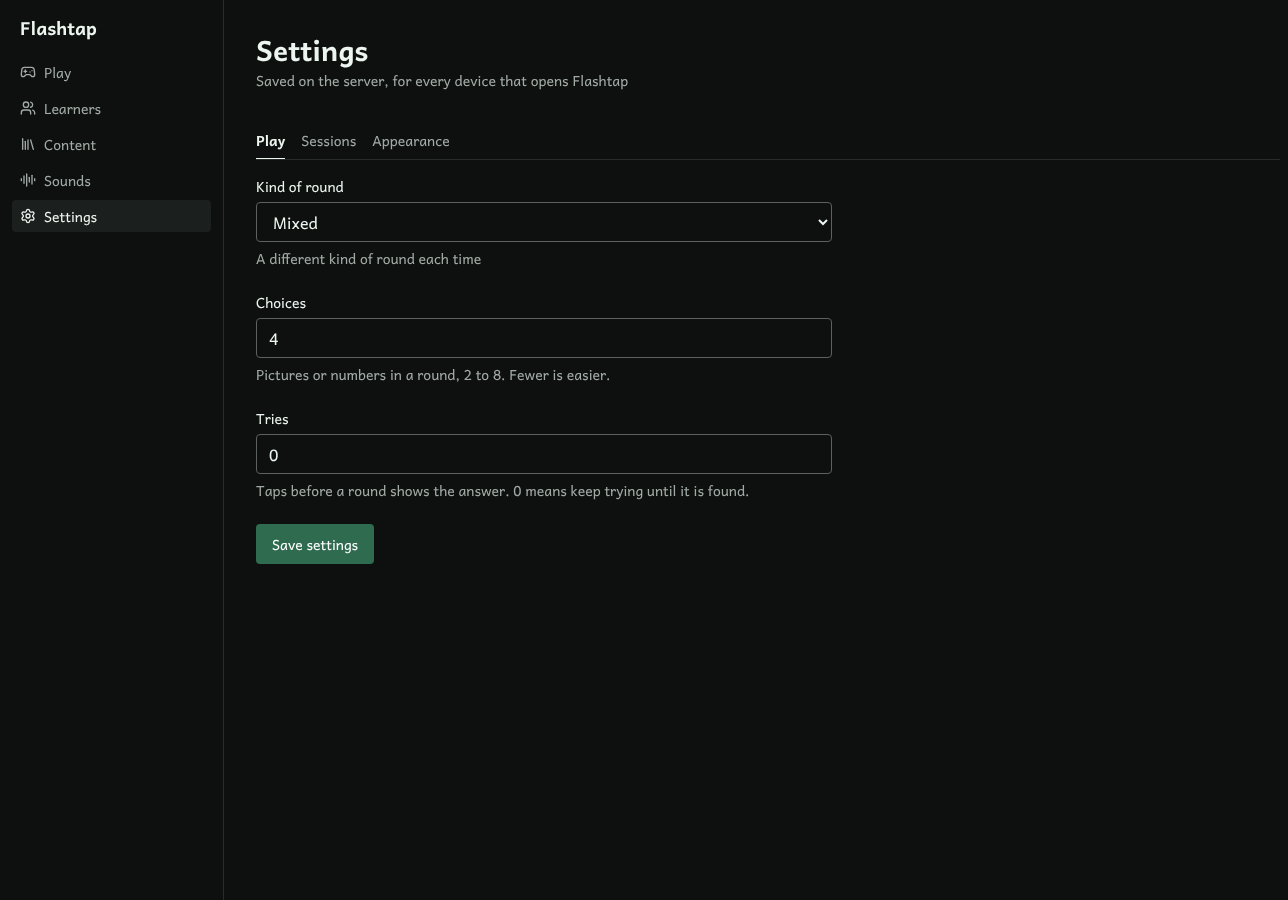 Flashtap
Play
Learners
Content
Sounds
Settings
Settings
Saved on the server, for every device that opens Flashtap
Play Sessions Appearance
Kind of round
Mixed
A different kind of round each time
Choices
4
Pictures or numbers in a round, 2 to 8. Fewer is easier.
Tries
0
Taps before a round shows the answer. 0 means keep trying until it is found.
Save settings